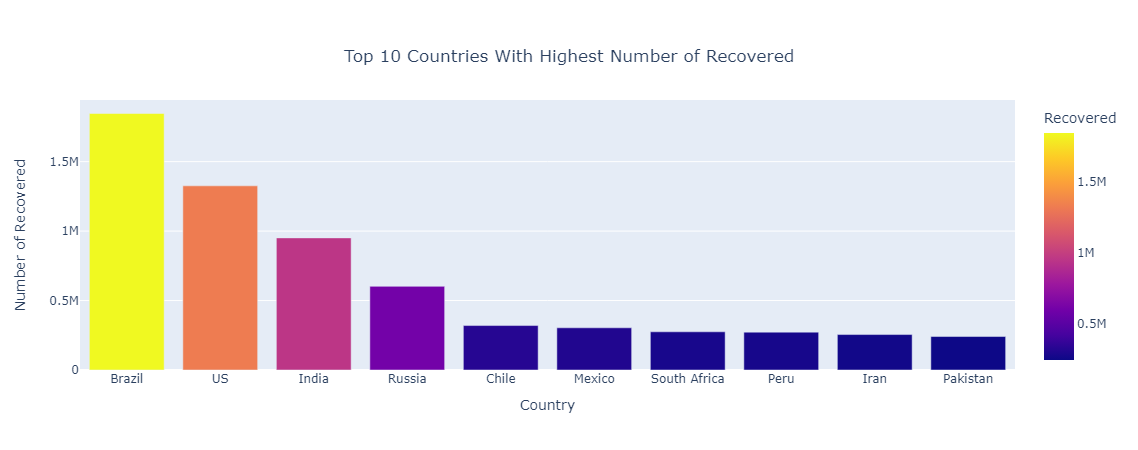 Top 10 Countries With Highest Number of Recovered
Number of Recovered
1.5M
1M
0.5M
0
Brazil US India Russia Chile Mexico South Africa Peru Iran Pakistan
Country
Recovered
1.5M
1M
0.5M